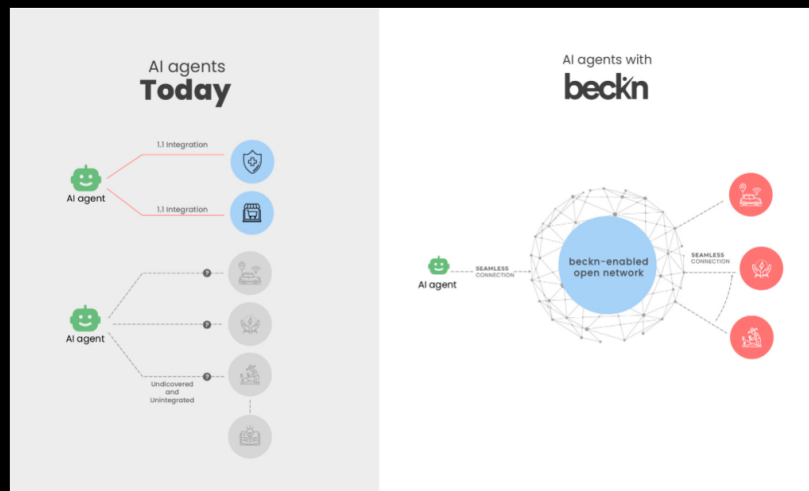 AI agents
Today
1.1 Integration
AI agent
1.1 Integration
?
AI agent
?
?
Undiscovered
and
Unintegrated
AI agents with
beckn
AI agent
SEAMLESS
CONNECTION
beckn-enabled
open network
SEAMLESS
CONNECTION